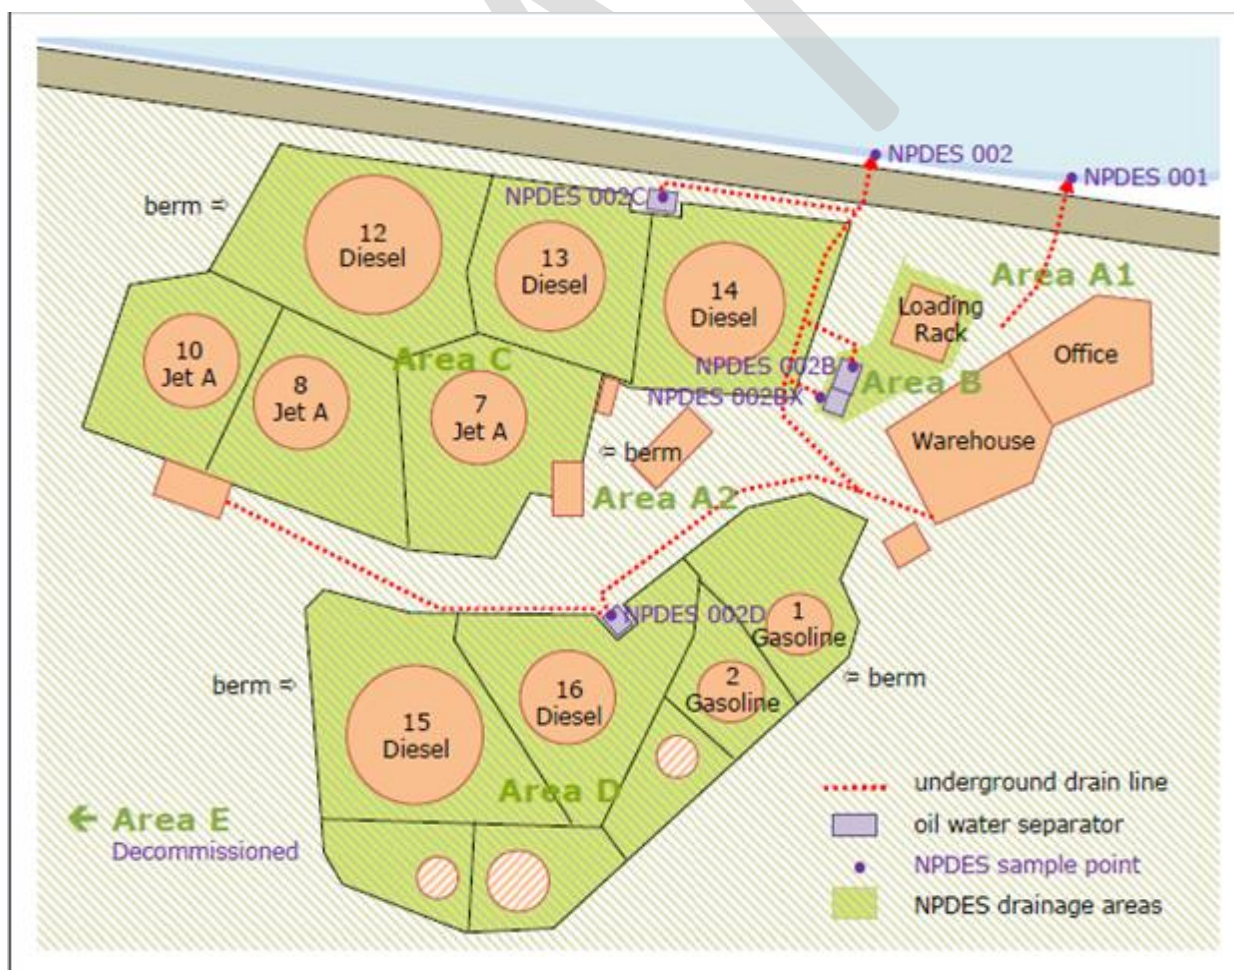 NPDES 002
NPDES 001
berm ⇨
NPDES 002C
12
Diesel
13
Diesel
14
Diesel
Area A1
Loading
Rack
Office
10
Jet A
8
Jet A
Area C
7
Jet A
NPDES 002B
Area B
NPDES 002BX
Warehouse
⇦ berm
Area A2
NPDES 002D
1
Gasoline
berm ⇨
16
Diesel
2
Gasoline
⇦ berm
15
Diesel
Area D
← Area E
Decommissioned
underground drain line
oil water separator
NPDES sample point
NPDES drainage areas